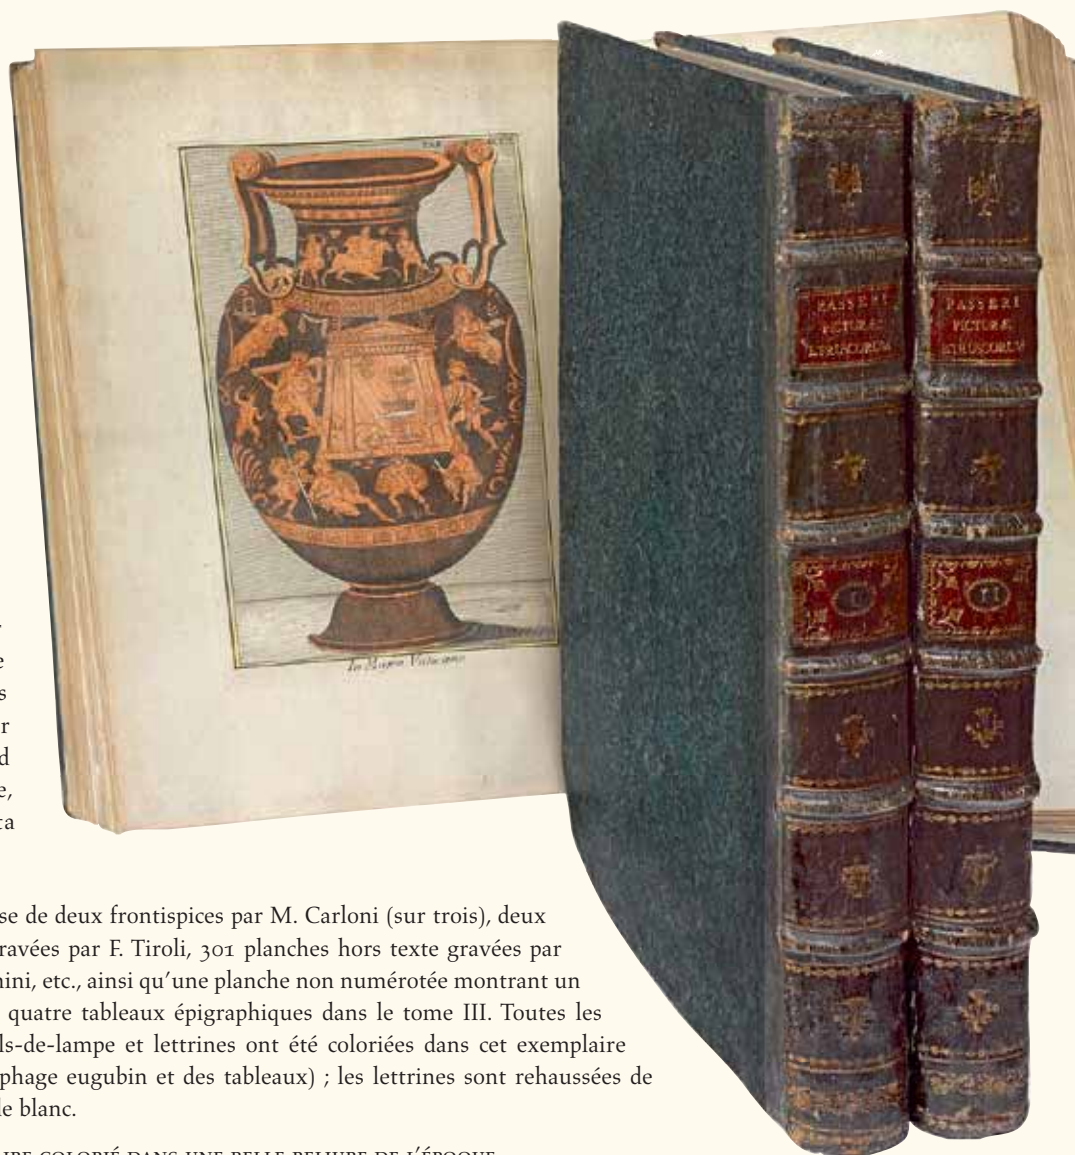 In Museo Vaticano
PASSERI
PICTURÆ
ETRUSCORUM
PASSERI
PICTURÆ
ETRUSCORUM
e
s
r
d
e,
ta
se de deux frontispices par M. Carloni (sur trois), deux
ravées par F. Tiroli, 301 planches hors texte gravées par
nini, etc., ainsi qu’une planche non numérotée montrant un
quatre tableaux épigraphiques dans le tome III. Toutes les
ls-de-lampe et lettrines ont été coloriées dans cet exemplaire
phage eugubin et des tableaux) ; les lettrines sont rehaussées de
le blanc.